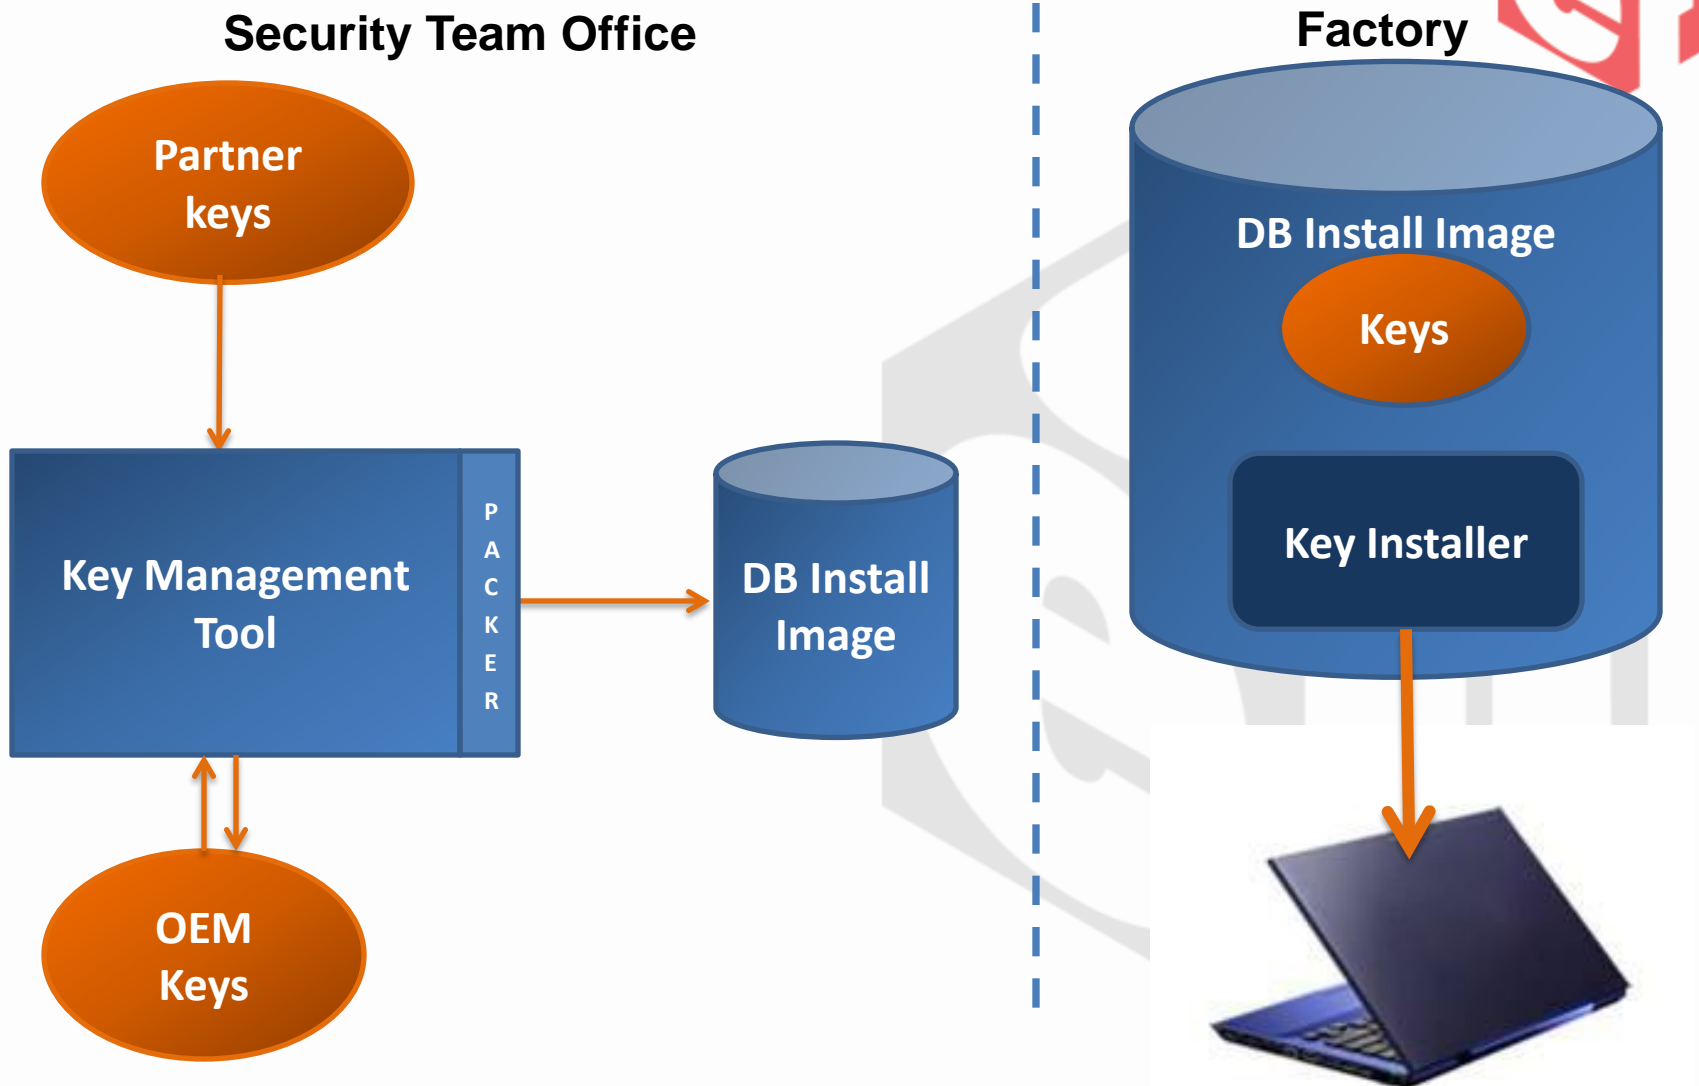 Security Team Office
Factory
Partner
keys
Key Management
Tool
P
A
C
K
E
R
DB Install
Image
OEM
Keys
DB Install Image
Keys
Key Installer